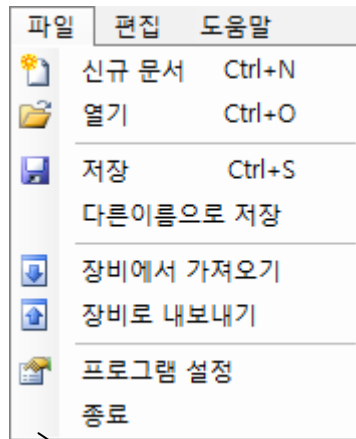 파일 편집 도움말
신규 문서 Ctrl+N
열기 Ctrl+O
저장 Ctrl+S
다른이름으로 저장
장비에서 가져오기
장비로 내보내기
프로그램 설정
종료